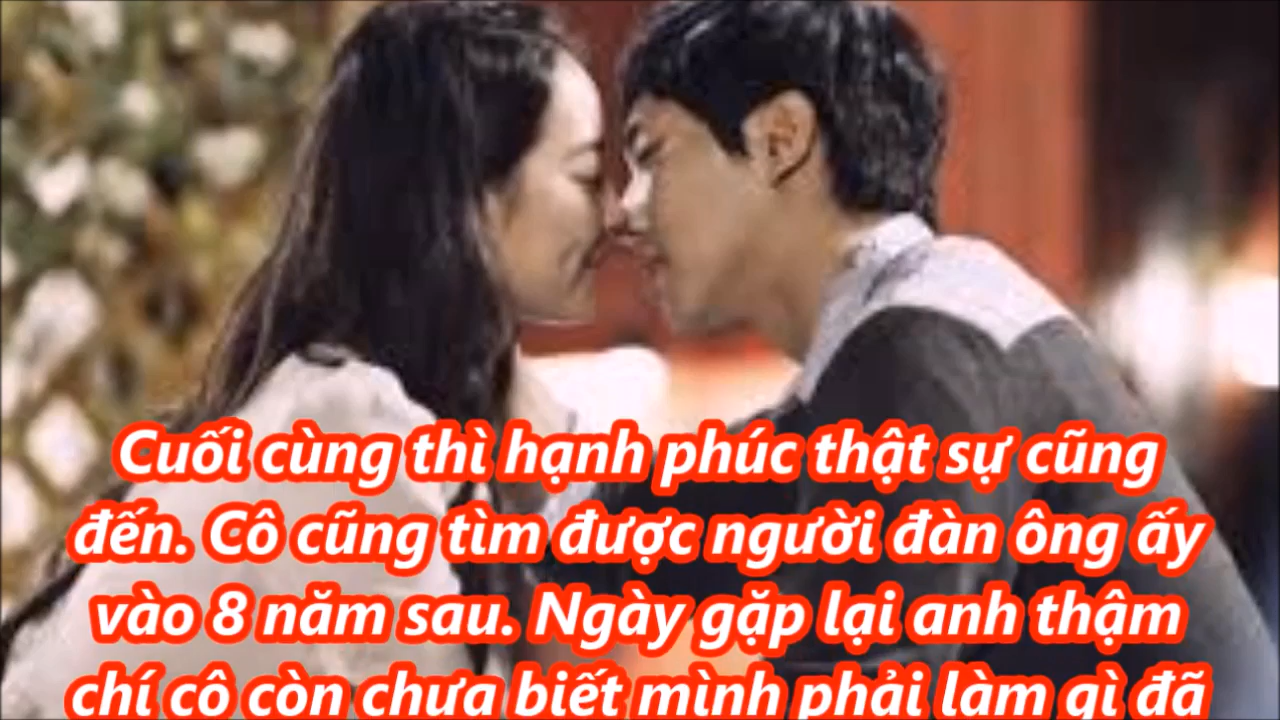 Cuối cùng thì hạnh phúc thật sự cũng
đến. Cô cũng tìm được người đàn ông ấy
vào 8 năm sau. Ngày gặp lại anh thậm
chí cô còn chưa biết mình phải làm gì đã